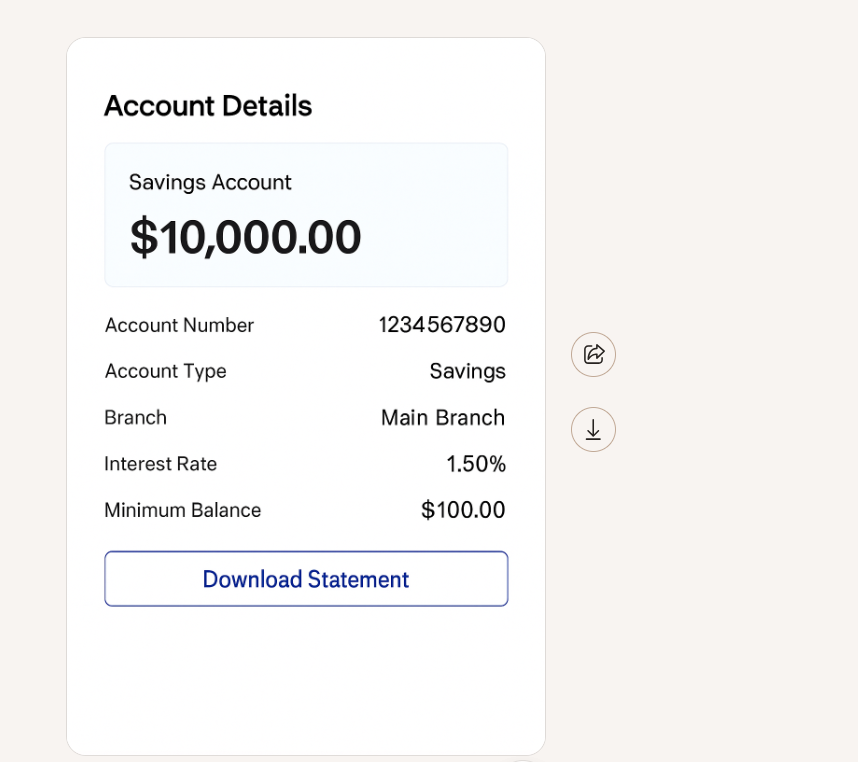 Account Details
Savings Account
$10,000.00
Account Number 1234567890
Account Type Savings
Branch Main Branch
Interest Rate 1.50%
Minimum Balance $100.00
Download Statement